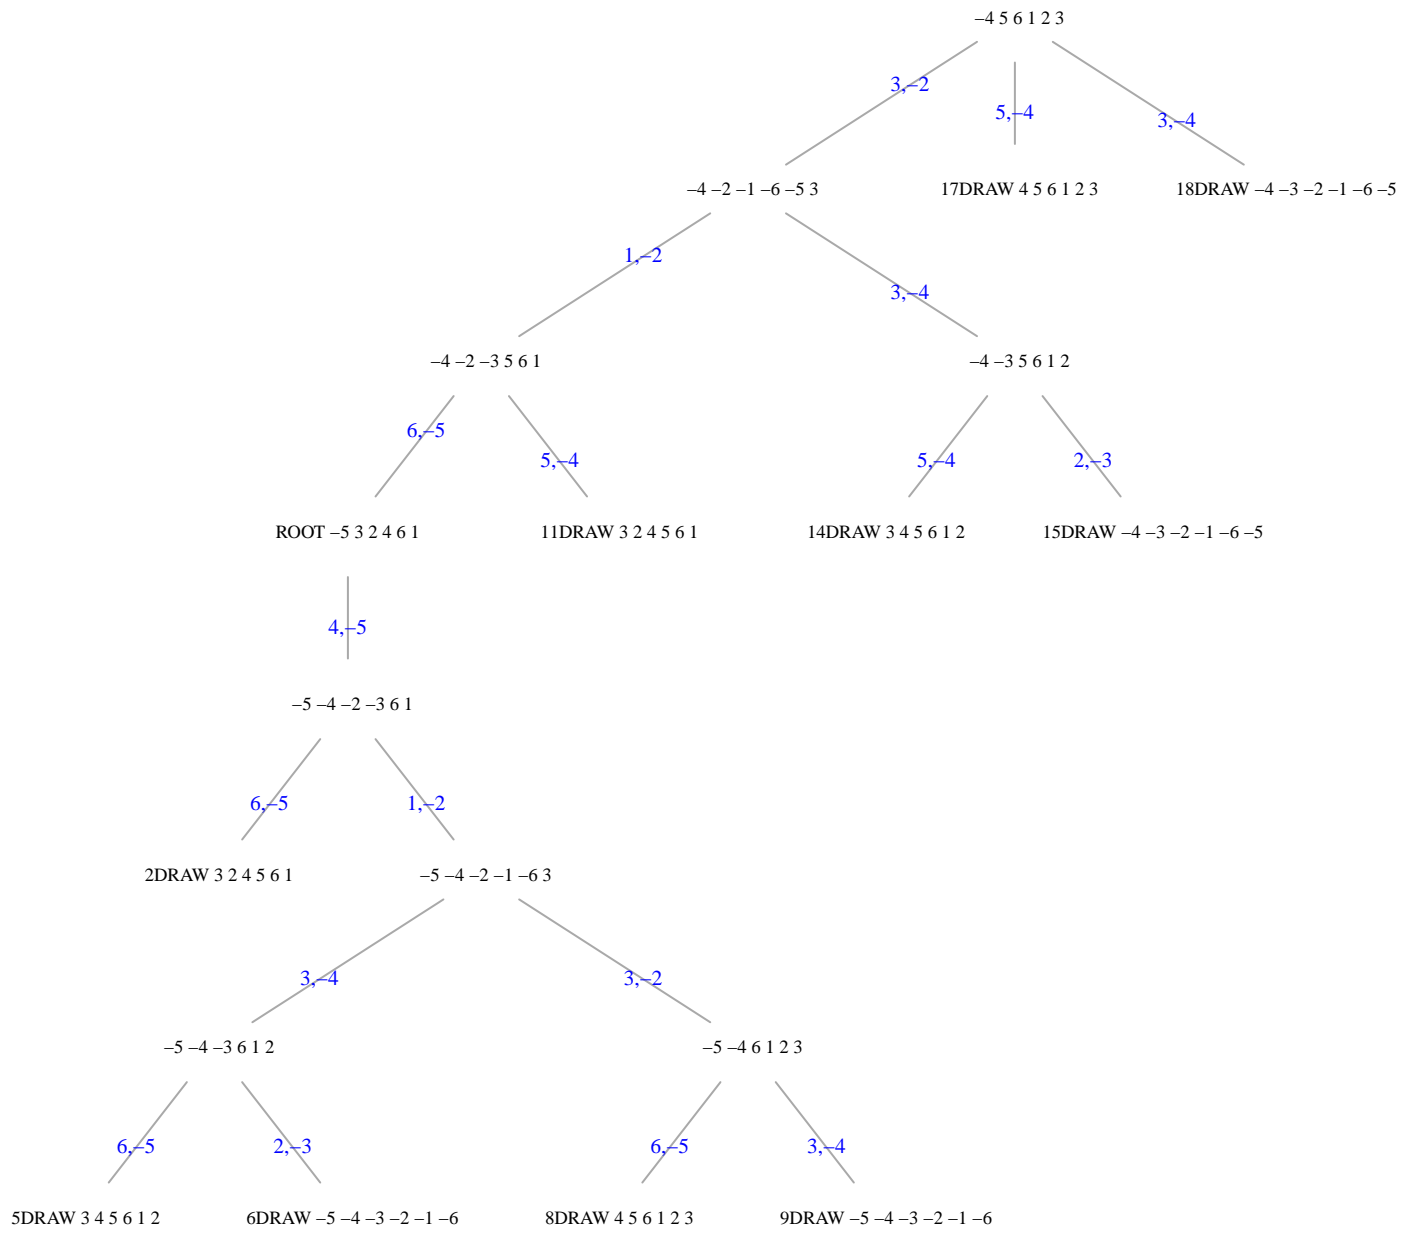 –4 5 6 1 2 3
3,–2
5,–4
3,–4
–4 –2 –1 –6 –5 3
17DRAW 4 5 6 1 2 3
18DRAW –4 –3 –2 –1 –6 –5
1,–2
3,–4
–4 –2 –3 5 6 1
–4 –3 5 6 1 2
6,–5
5,–4
5,–4
2,–3
ROOT –5 3 2 4 6 1
11DRAW 3 2 4 5 6 1
14DRAW 3 4 5 6 1 2
15DRAW –4 –3 –2 –1 –6 –5
4,–5
–5 –4 –2 –3 6 1
6,–5
1,–2
2DRAW 3 2 4 5 6 1
–5 –4 –2 –1 –6 3
3,–4
3,–2
–5 –4 –3 6 1 2
–5 –4 6 1 2 3
6,–5
2,–3
6,–5
3,–4
5DRAW 3 4 5 6 1 2
6DRAW –5 –4 –3 –2 –1 –6
8DRAW 4 5 6 1 2 3
9DRAW –5 –4 –3 –2 –1 –6